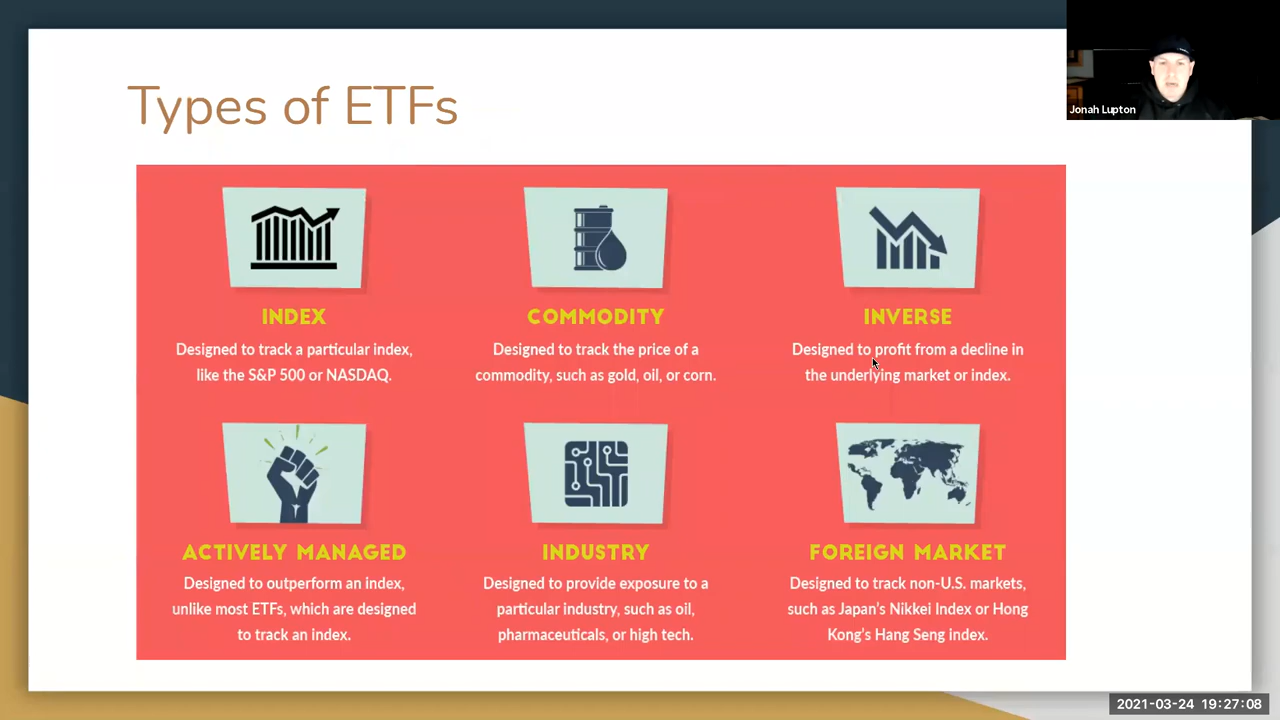 Types of ETFs
Jonah Lupton
INDEX
Designed to track a particular index,
like the S&P 500 or NASDAQ.
COMMODITY
Designed to track the price of a
commodity, such as gold, oil, or corn.
INVERSE
Designed to profit from a decline in
the underlying market or index.
ACTIVELY MANAGED
Designed to outperform an index,
unlike most ETFs, which are designed
to track an index.
INDUSTRY
Designed to provide exposure to a
particular industry, such as oil,
pharmaceuticals, or high tech.
FOREIGN MARKET
Designed to track non-U.S. markets,
such as Japan's Nikkei Index or Hong
Kong's Hang Seng index.
2021-03-24 19:27:08